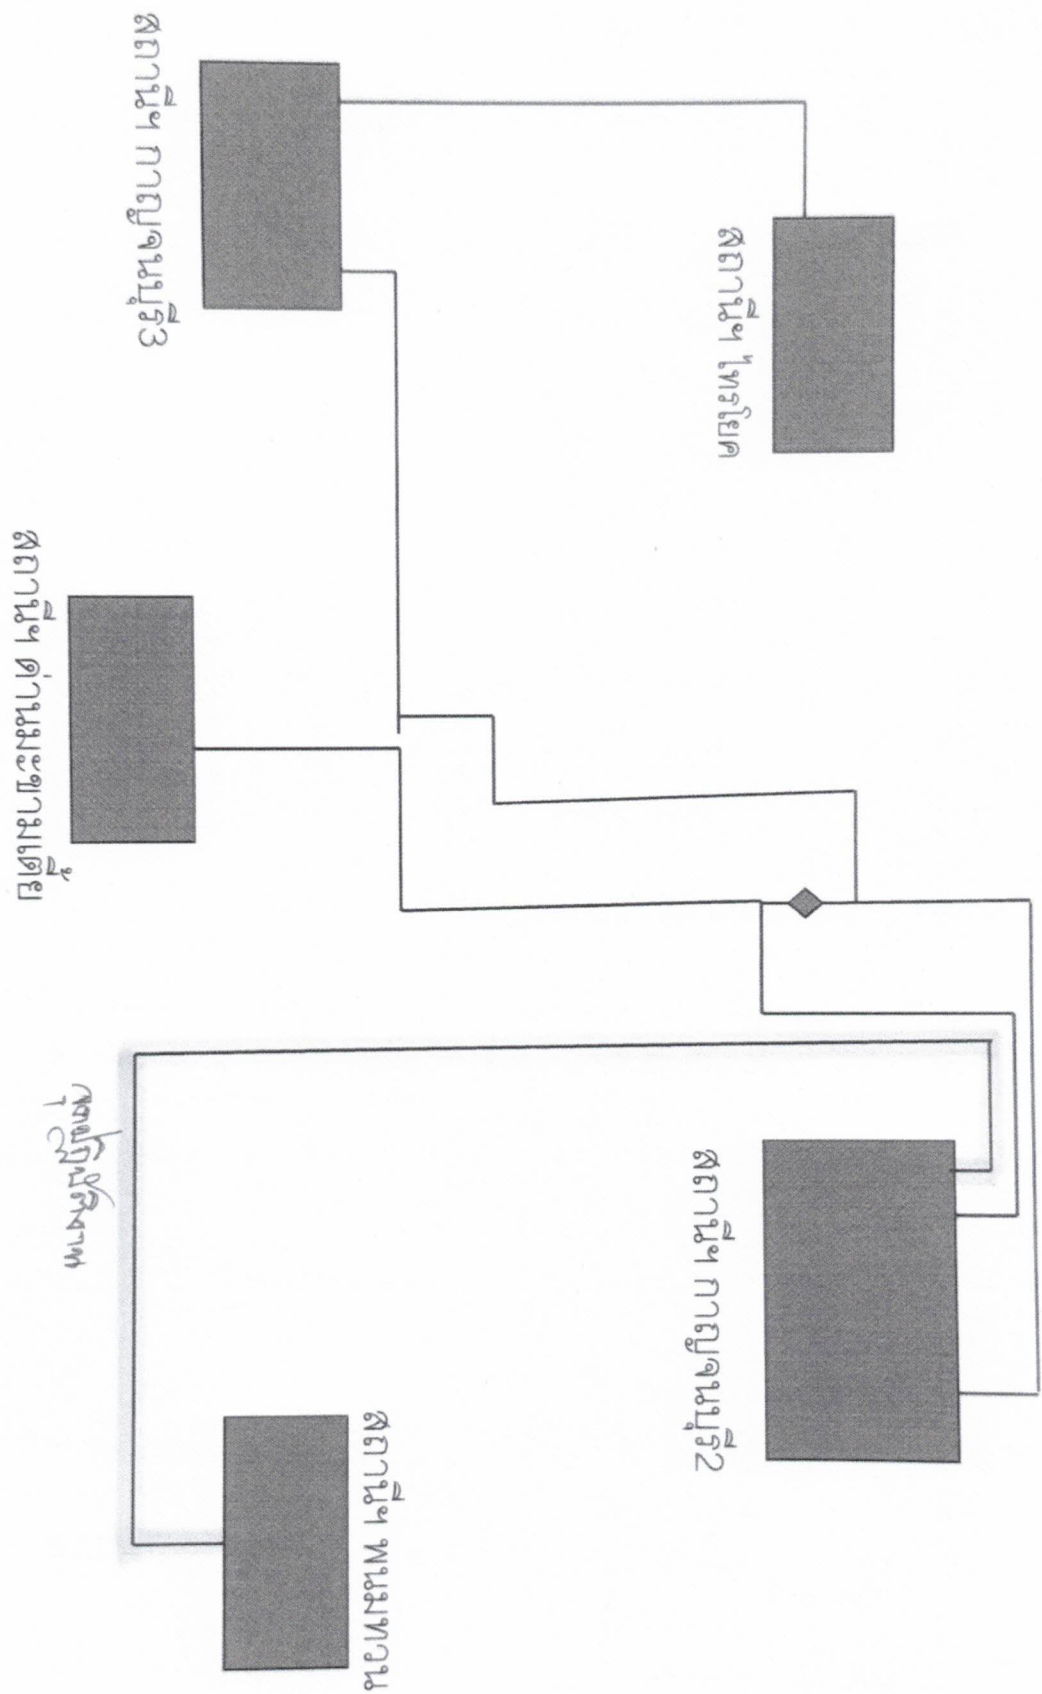 สถานีฯ ไทรโยค
สถานีฯ กาญจนบุรี3
สถานีฯ กาญจนบุรี2
สถานีฯ ด่านมะขามเตี้ย
สถานีฯ พนมทวน